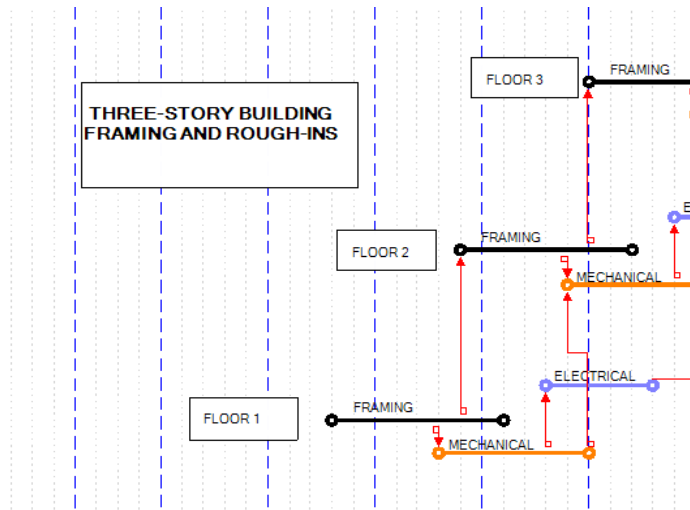 FLOOR 3
FRAMING
THREE-STORY BUILDING
FRAMING AND ROUGH-INS
E
FLOOR 2
FRAMING
MECHANICAL
ELECTRICAL
FLOOR 1
FRAMING
MECHANICAL